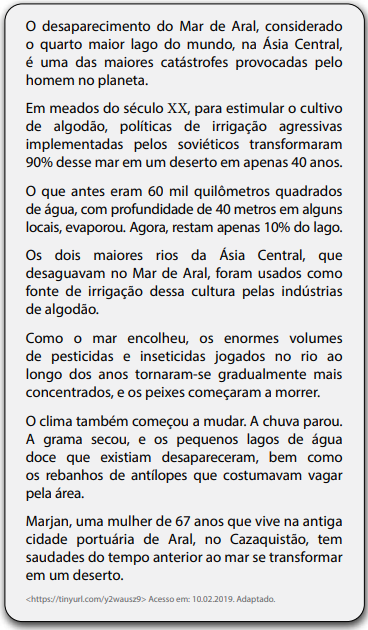 O desaparecimento do Mar de Aral, considerado
o quarto maior lago do mundo, na Ásia Central,
é uma das maiores catástrofes provocadas pelo
homem no planeta.
Em meados do século XX, para estimular o cultivo
de algodão, políticas de irrigação agressivas
implementadas pelos soviéticos transformaram
90% desse mar em um deserto em apenas 40 anos.
O que antes eram 60 mil quilômetros quadrados
de água, com profundidade de 40 metros em alguns
locais, evaporou. Agora, restam apenas 10% do lago.
Os dois maiores rios da Ásia Central, que
desaguavam no Mar de Aral, foram usados como
fonte de irrigação dessa cultura pelas indústrias
de algodão.
Como o mar encolheu, os enormes volumes
de pesticidas e inseticidas jogados no rio ao
longo dos anos tornaram-se gradualmente mais
concentrados, e os peixes começaram a morrer.
O clima também começou a mudar. A chuva parou.
A grama secou, e os pequenos lagos de água
doce que existiam desapareceram, bem como
os rebanhos de antílopes que costumavam vagar
pela área.
Marjan, uma mulher de 67 anos que vive na antiga
cidade portuária de Aral, no Cazaquistão, tem
saudades do tempo anterior ao mar se transformar
em um deserto.
<https://tinyurl.com/y2wausz9> Acesso em: 10.02.2019. Adaptado.